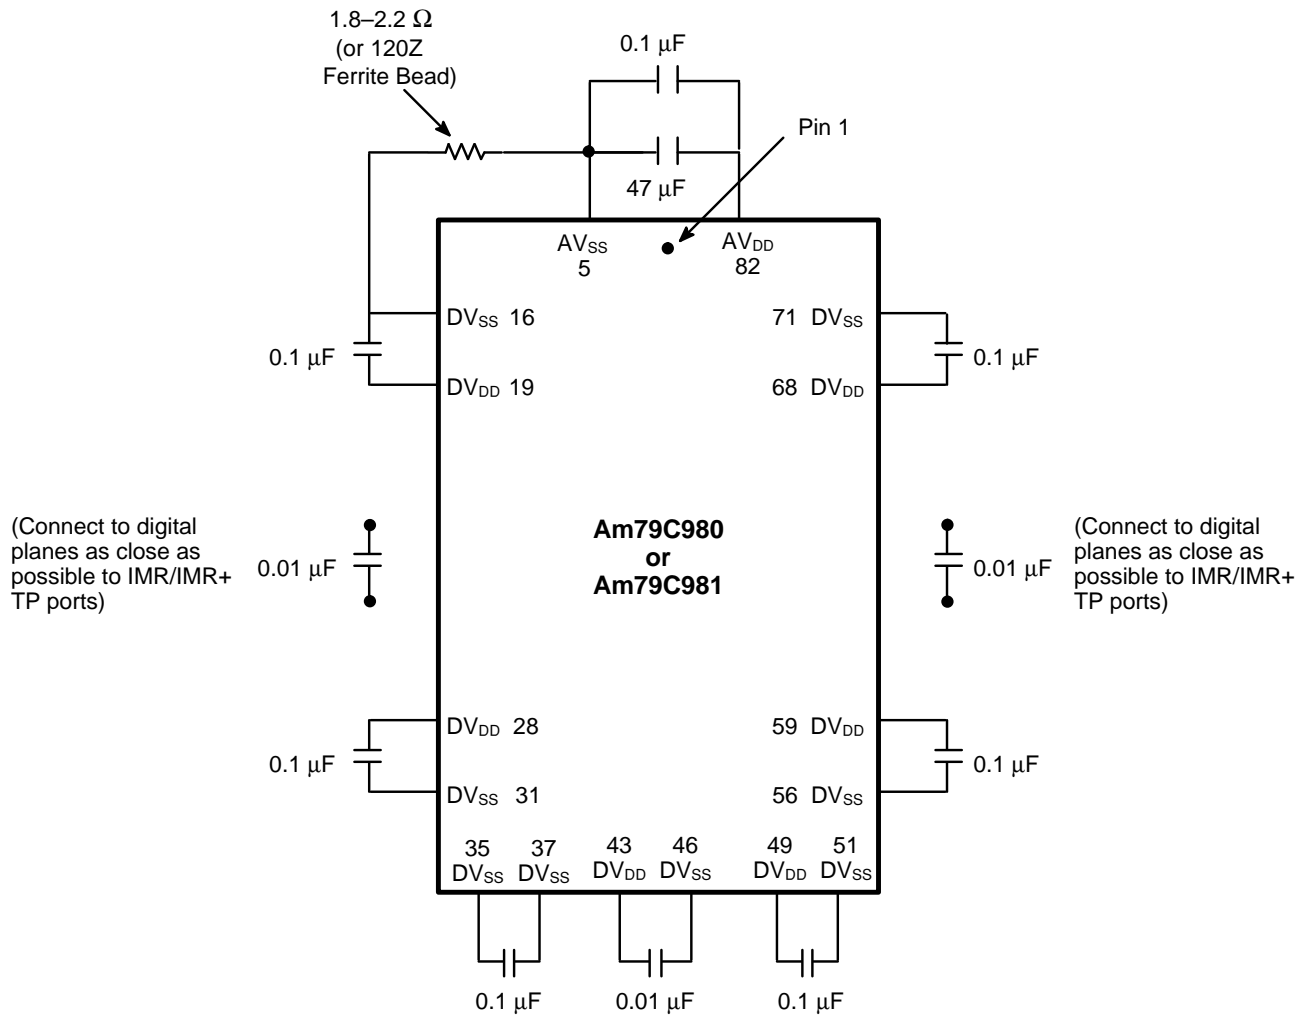 1.8–2.2 Ω
(or 120Z
Ferrite Bead)
0.1 μF
Pin 1
47 μF
AVSS
5
AVDD
82
DVSS 16
71 DVSS
0.1 μF
0.1 μF
DVDD 19
68 DVDD
(Connect to digital
planes as close as
possible to IMR/IMR+
TP ports)
0.01 μF
Am79C980
or
Am79C981
0.01 μF
(Connect to digital
planes as close as
possible to IMR/IMR+
TP ports)
DVDD 28
59 DVDD
0.1 μF
0.1 μF
DVSS 31
56 DVSS
35 37 43 46 49 51
DVSS DVSS DVDD DVSS DVDD DVSS
0.1 μF 0.01 μF 0.1 μF